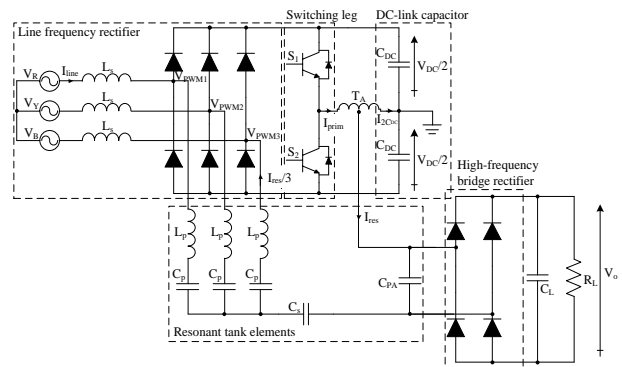 Switching leg
DC-link capacitor
Line frequency rectifier
S₁
C_DC
V_DC/2
V_R
I_line
L_s
V_PWM1
V_Y
L_s
V_PWM2
T_A
V_B
L_s
V_PWM3
I_prim
I_2CDC
S₂
C_DC
V_DC/2
I_res/3
High-frequency
bridge rectifier
I_res
L_p
L_p
L_p
C_p
C_p
C_p
C_PA
C_L
R_L
V_o
C_s
Resonant tank elements